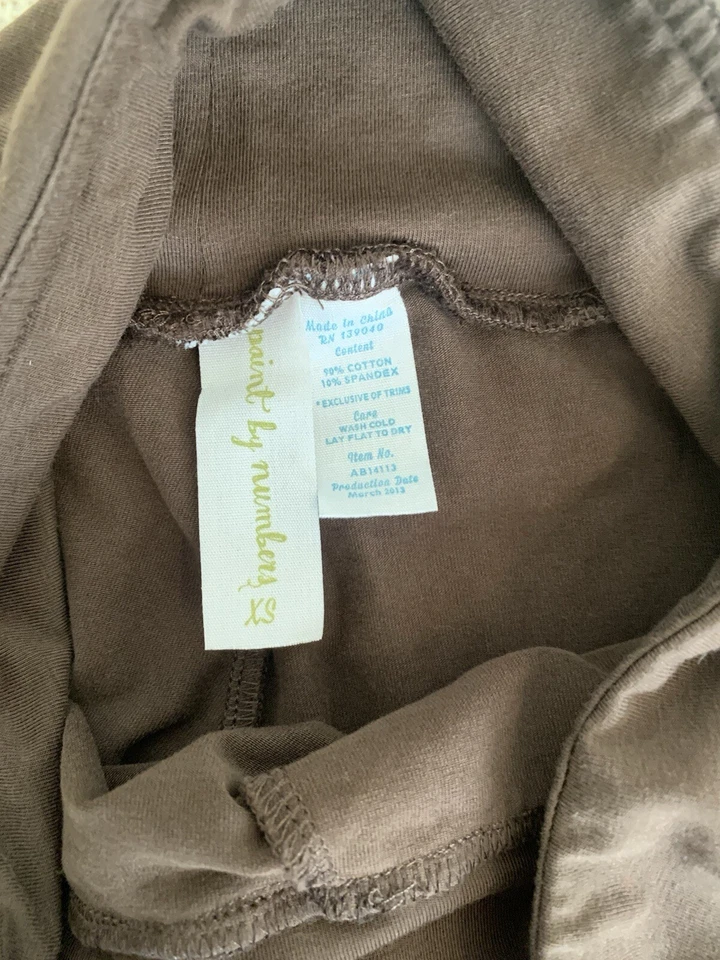 paint by numbers
Made in China
RN 139040
Content
90% COTTON
10% SPANDEX
*EXCLUSIVE OF TRIMS
Care
WASH COLD
LAY FLAT TO DRY
Item No.
AB14113
Production Date
March 2013